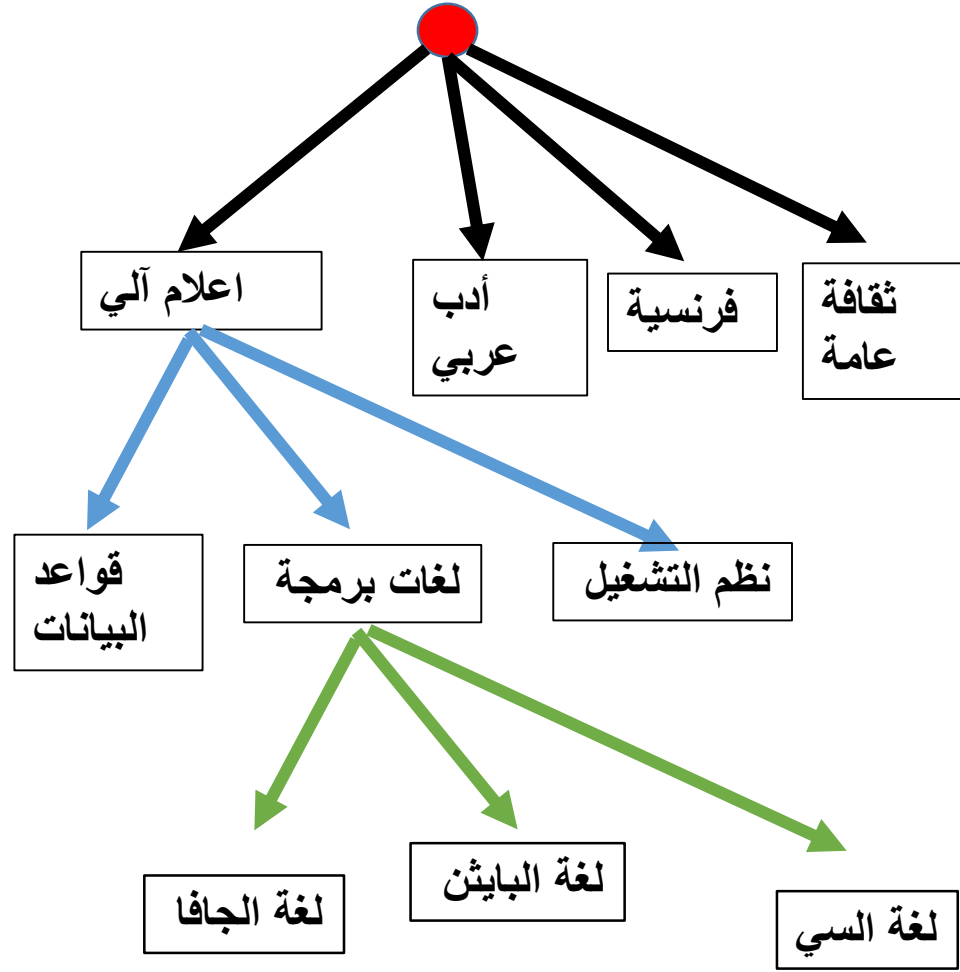 اعلام آلي
أدب
عربي
فرنسية
ثقافة
عامة
قواعد
البيانات
لغات برمجة
نظم التشغيل
لغة الجافا
لغة البايثن
لغة السي